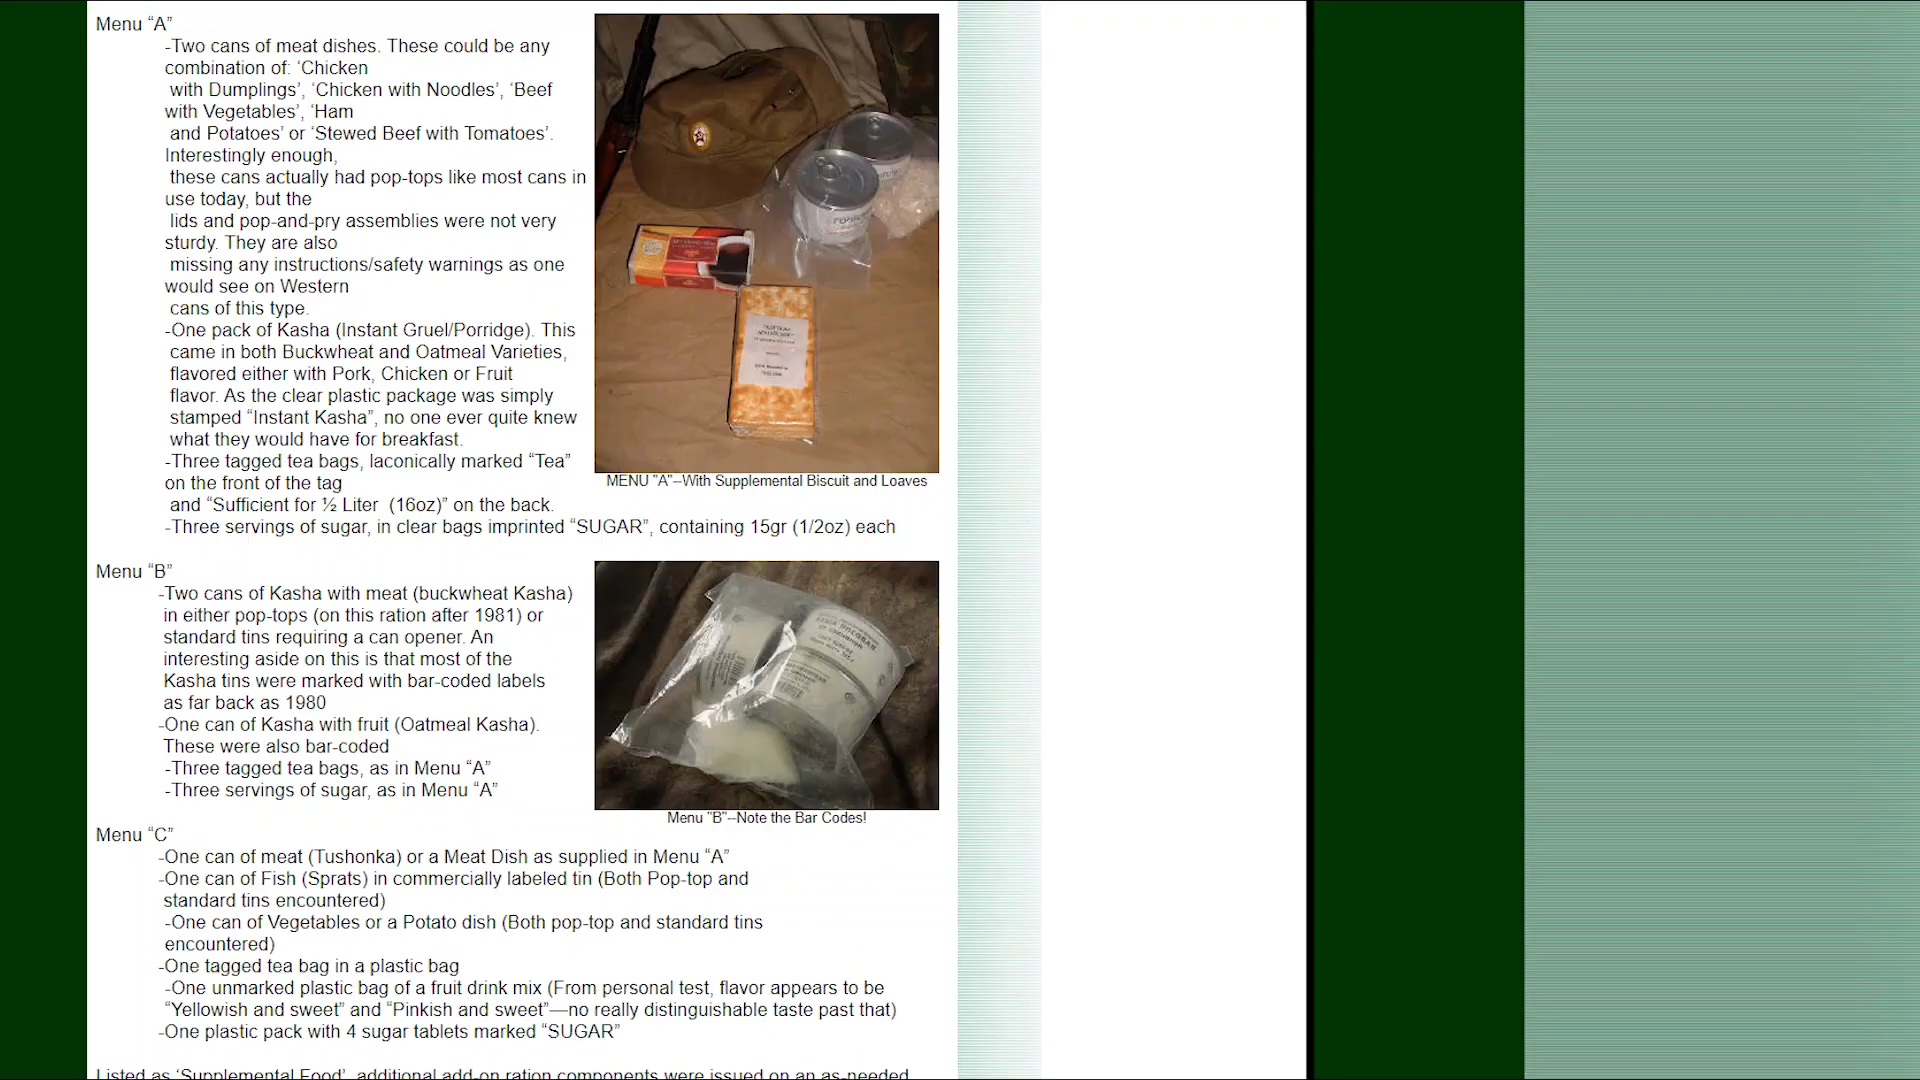 Menu “A”
-Two cans of meat dishes. These could be any
combination of: ‘Chicken
with Dumplings’, ‘Chicken with Noodles’, ‘Beef
with Vegetables’, ‘Ham
and Potatoes’ or ‘Stewed Beef with Tomatoes’.
Interestingly enough,
these cans actually had pop-tops like most cans in
use today, but the
lids and pop-and-pry assemblies were not very
sturdy. They are also
missing any instructions/safety warnings as one
would see on Western
cans of this type.
-One pack of Kasha (Instant Gruel/Porridge). This
came in both Buckwheat and Oatmeal Varieties,
flavored either with Pork, Chicken or Fruit
flavor. As the clear plastic package was simply
stamped “Instant Kasha”, no one ever quite knew
what they would have for breakfast.
-Three tagged tea bags, laconically marked “Tea”
on the front of the tag
and “Sufficient for ½ Liter (16oz)” on the back.
-Three servings of sugar, in clear bags imprinted “SUGAR”, containing 15gr (1/2oz) each
MENU "A"--With Supplemental Biscuit and Loaves
Menu “B”
-Two cans of Kasha with meat (buckwheat Kasha)
in either pop-tops (on this ration after 1981) or
standard tins requiring a can opener. An
interesting aside on this is that most of the
Kasha tins were marked with bar-coded labels
as far back as 1980
-One can of Kasha with fruit (Oatmeal Kasha).
These were also bar-coded
-Three tagged tea bags, as in Menu “A”
-Three servings of sugar, as in Menu “A”
Menu "B"--Note the Bar Codes!
Menu “C”
-One can of meat (Tushonka) or a Meat Dish as supplied in Menu “A”
-One can of Fish (Sprats) in commercially labeled tin (Both Pop-top and
standard tins encountered)
-One can of Vegetables or a Potato dish (Both pop-top and standard tins
encountered)
-One tagged tea bag in a plastic bag
-One unmarked plastic bag of a fruit drink mix (From personal test, flavor appears to be
“Yellowish and sweet” and “Pinkish and sweet”—no really distinguishable taste past that)
-One plastic pack with 4 sugar tablets marked “SUGAR”
Listed as ‘Supplemental Food’, additional add-on ration components were issued on an as-needed